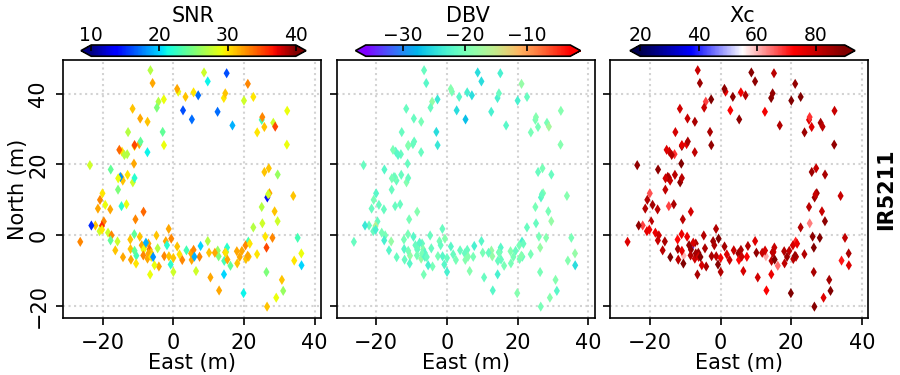 SNR DBV Xc
10 20 30 40 −30 −20 −10 20 40 60 80
North (m)
40
20
0
−20
−20 0 20 40 −20 0 20 40 −20 0 20 40
East (m) East (m) East (m)
IR5211